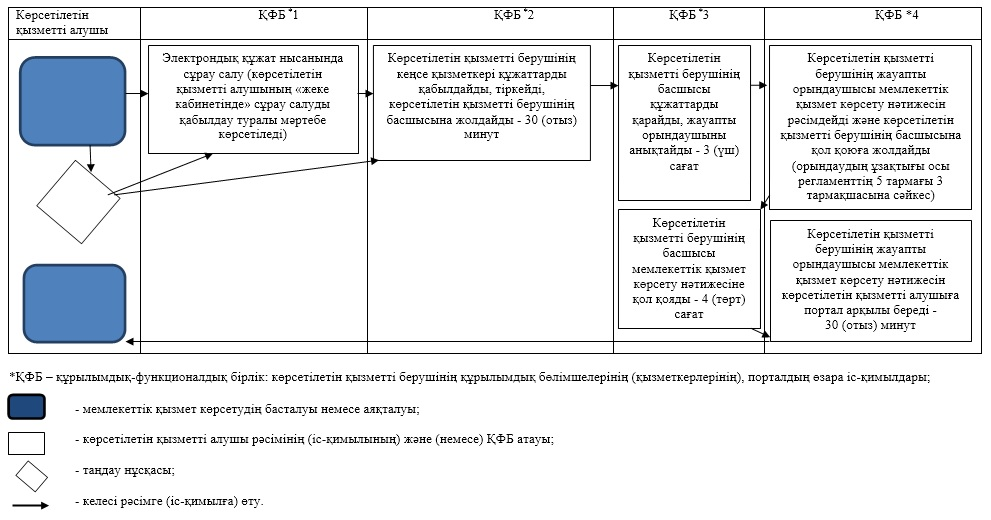 Көрсетілетін
қызметті алушы
ҚФБ *1
ҚФБ *2
ҚФБ *3
ҚФБ *4
Электрондық құжат нысанында
сұрау салу (көрсетілетін
қызметті алушының «жеке
кабинетінде» сұрау салуды
қабылдау туралы мәртебе
көрсетіледі)
Көрсетілетін қызметті берушінің
кеңсе қызметкері құжаттарды
қабылдайды, тіркейді,
көрсетілетін қызметті берушінің
басшысына жолдайды - 30 (отыз)
минут
Көрсетілетін
қызметті берушінің
басшысы
құжаттарды
қарайды, жауапты
орындаушыны
анықтайды - 3 (үш)
сағат
Көрсетілетін қызметті
берушінің жауапты
орындаушысы мемлекеттік
қызмет көрсету нәтижесін
рәсімдейді және көрсетілетін
қызметті берушінің басшысына
қол қоюға жолдайды
(орындаудың ұзақтығы осы
регламенттің 5 тармағы 3
тармақшасына сәйкес)
Көрсетілетін
қызметті берушінің
басшысы
мемлекеттік қызмет
көрсету нәтижесіне
қол қояды - 4 (төрт)
сағат
Көрсетілетін қызметті
берушінің жауапты
орындаушысы мемлекеттік
қызмет көрсету нәтижесін
көрсетілетін қызметті алушыға
портал арқылы береді -
30 (отыз) минут
*ҚФБ – құрылымдық-функционалдық бірлік: көрсетілетін қызметті берушінің құрылымдық бөлімшелерінің (қызметкерлерінің), порталдың өзара іс-қимылдары;
- мемлекеттік қызмет көрсетудің басталуы немесе аяқталуы;
- көрсетілетін қызметті алушы рәсімінің (іс-қимылының) және (немесе) ҚФБ атауы;
- таңдау нұсқасы;
- келесі рәсімге (іс-қимылға) өту.